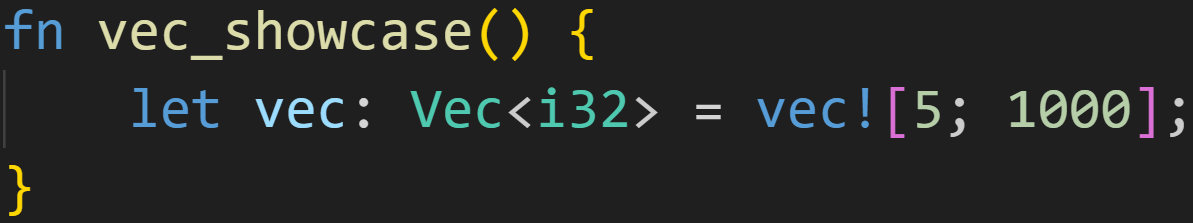 fn vec_showcase() {
    let vec: Vec<i32> = vec![5; 1000];
}